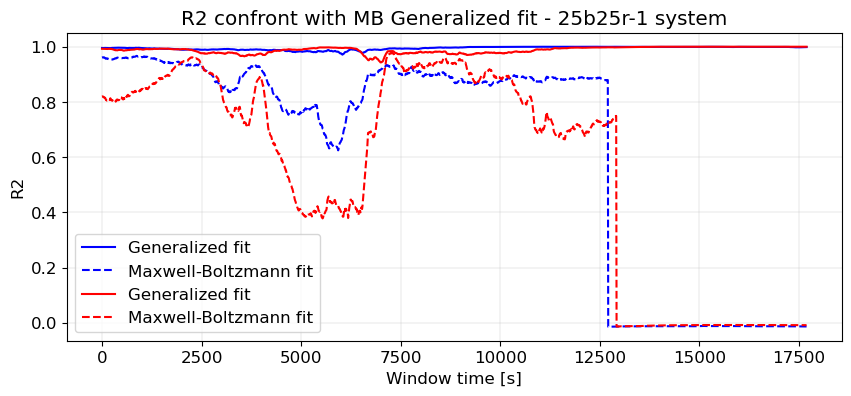 R2 confront with MB Generalized fit - 25b25r-1 system
1.0
0.8
0.6
0.4
0.2
0.0
R2
Generalized fit
Maxwell-Boltzmann fit
Generalized fit
Maxwell-Boltzmann fit
0 2500 5000 7500 10000 12500 15000 17500
Window time [s]